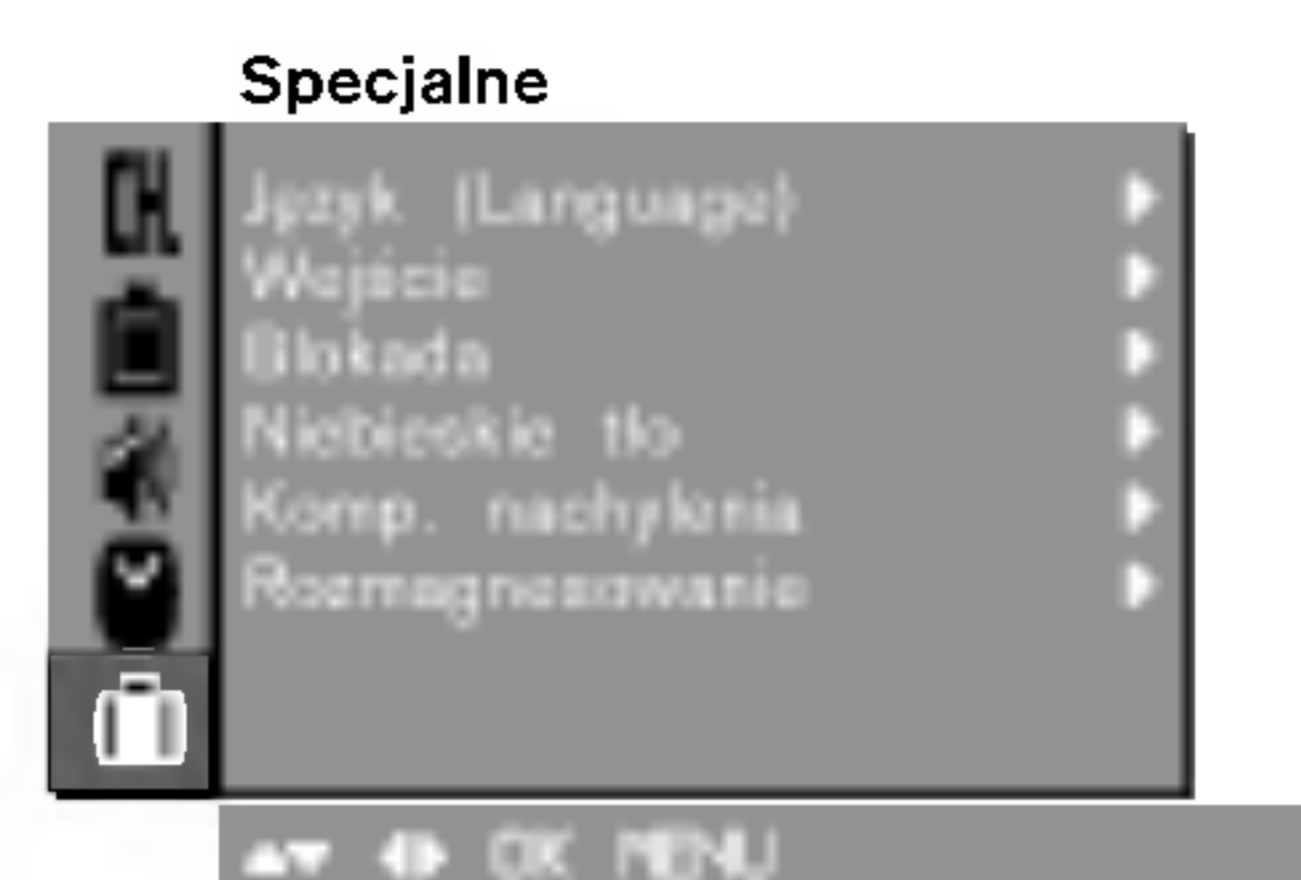 Specjalne
Język (Language)
Wejście
Blokada
Niebieskie tło
Komp. nachylenia
Rozmagnesowanie
OK MENU